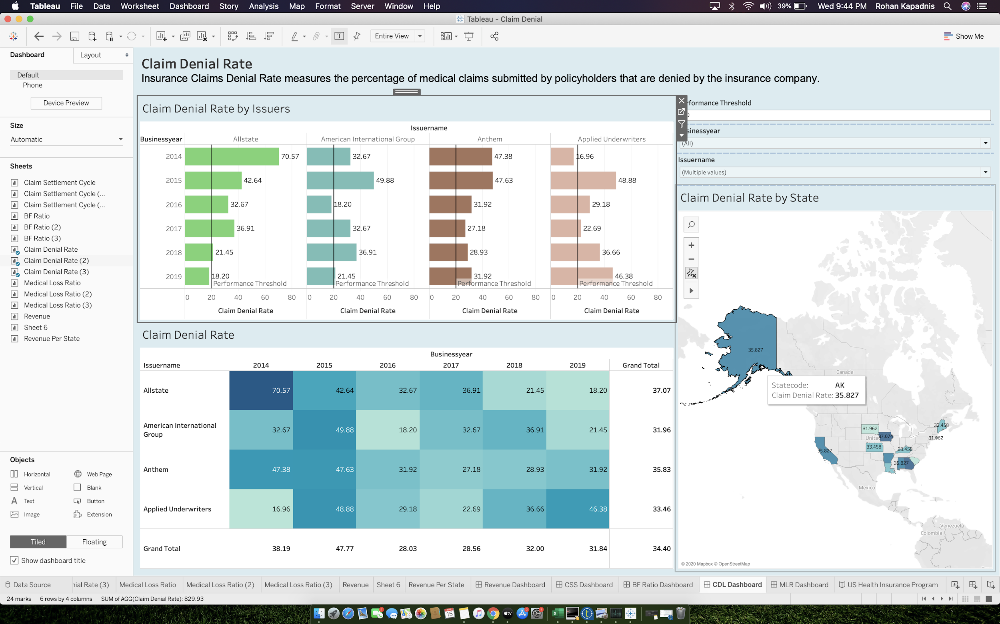 Tableau File Data Worksheet Dashboard Story Analysis Map Format Server Window Help 39% Wed 9:44 PM Rohan Kapadnis
Tableau - Claim Denial
Entire View Show Me
Dashboard Layout
Default
Phone
Device Preview
Size
Automatic
Sheets
Claim Settlement Cycle
Claim Settlement Cycle (...
Claim Settlement Cycle (...
BF Ratio
BF Ratio (2)
BF Ratio (3)
Claim Denial Rate
Claim Denial Rate (2)
Claim Denial Rate (3)
Medical Loss Ratio
Medical Loss Ratio (2)
Medical Loss Ratio (3)
Revenue
Sheet 6
Revenue Per State
Objects
Horizontal Web Page
Vertical Blank
Text Button
Image Extension
Tiled Floating
Show dashboard title
Claim Denial Rate
Insurance Claims Denial Rate measures the percentage of medical claims submitted by policyholders that are denied by the insurance company.
Claim Denial Rate by Issuers
Issuername
Businessyear Allstate American International Group Anthem Applied Underwriters
2014 70.57 32.67 47.38 16.96
2015 42.64 49.88 47.63 48.88
2016 32.67 18.20 31.92 29.18
2017 36.91 32.67 27.18 22.69
2018 21.45 36.91 28.93 36.66
2019 18.20 21.45 31.92 46.38
Performance Threshold Performance Threshold Performance Threshold Performance Threshold
0 20 40 60 80 0 20 40 60 80 0 20 40 60 80 0 20 40 60 80
Claim Denial Rate Claim Denial Rate Claim Denial Rate Claim Denial Rate
rformance Threshold
sinessyear
(All)
Issuername
(Multiple values)
Claim Denial Rate by State
35.827
Canada
Statecode: AK
Claim Denial Rate: 35.827
33.458
31.962
United 37.074 31.962
33.458 33.458
35.827
35.827
Mexico
Venezuela
Colombia
© 2020 Mapbox © OpenStreetMap
Claim Denial Rate
Businessyear
Issuername 2014 2015 2016 2017 2018 2019 Grand Total
Allstate 70.57 42.64 32.67 36.91 21.45 18.20 37.07
American International
Group 32.67 49.88 18.20 32.67 36.91 21.45 31.96
Anthem 47.38 47.63 31.92 27.18 28.93 31.92 35.83
Applied Underwriters 16.96 48.88 29.18 22.69 36.66 46.38 33.46
Grand Total 38.19 47.77 28.03 28.56 32.00 31.84 34.40
Data Source nial Rate (3) Medical Loss Ratio Medical Loss Ratio (2) Medical Loss Ratio (3) Revenue Sheet 6 Revenue Per State Revenue Dashboard CSS Dashboard BF Ratio Dashboard CDL Dashboard MLR Dashboard US Health Insurance Program
24 marks 6 rows by 4 columns SUM of AGG(Claim Denial Rate): 829.93
15 tv